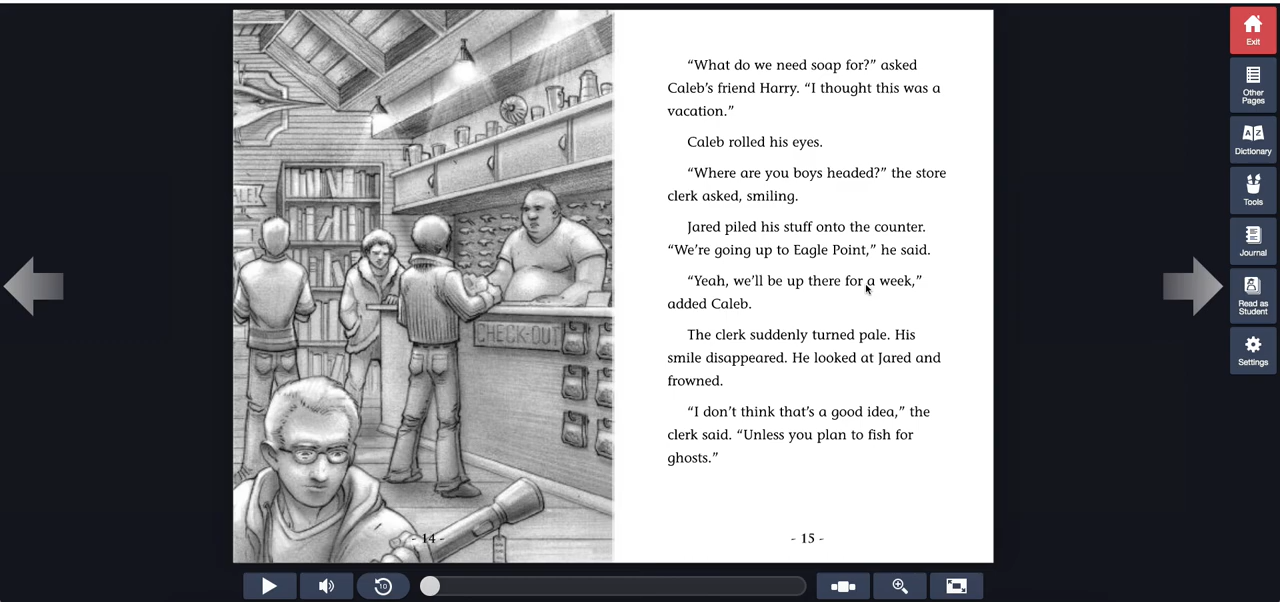 ALE!
CHECK-OUT
- 14 -
“What do we need soap for?” asked
Caleb’s friend Harry. “I thought this was a
vacation.”
Caleb rolled his eyes.
“Where are you boys headed?” the store
clerk asked, smiling.
Jared piled his stuff onto the counter.
“We’re going up to Eagle Point,” he said.
“Yeah, we’ll be up there for a week,”
added Caleb.
The clerk suddenly turned pale. His
smile disappeared. He looked at Jared and
frowned.
“I don’t think that’s a good idea,” the
clerk said. “Unless you plan to fish for
ghosts.”
- 15 -
Exit
Other
Pages
AZ
Dictionary
Tools
Journal
Read as
Student
Settings
10